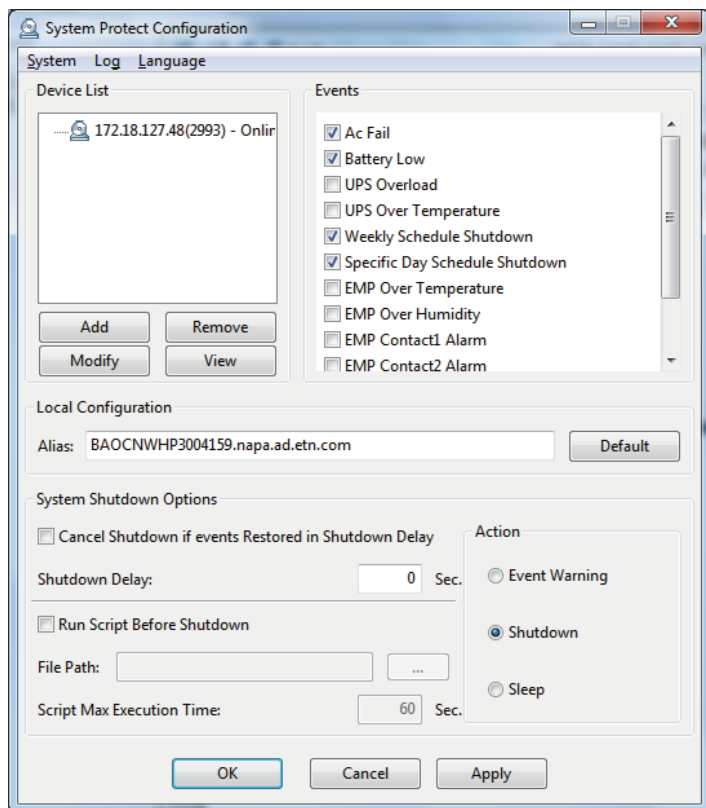 System Protect Configuration
System Log Language
Device List
172.18.127.48(2993) - Onlin
Add Remove
Modify View
Events
Ac Fail
Battery Low
UPS Overload
UPS Over Temperature
Weekly Schedule Shutdown
Specific Day Schedule Shutdown
EMP Over Temperature
EMP Over Humidity
EMP Contact1 Alarm
EMP Contact2 Alarm
Local Configuration
Alias: BAOCNWHP3004159.napa.ad.etn.com Default
System Shutdown Options
Cancel Shutdown if events Restored in Shutdown Delay
Shutdown Delay: 0 Sec.
Run Script Before Shutdown
File Path: ...
Script Max Execution Time: 60 Sec.
Action
Event Warning
Shutdown
Sleep
OK Cancel Apply